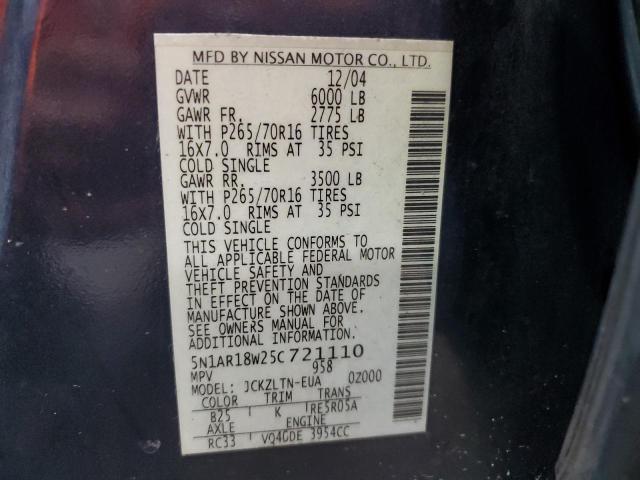 MFD BY NISSAN MOTOR CO., LTD.
DATE 12/04
GVWR 6000 LB
GAWR FR. 2775 LB
WITH P265/70R16 TIRES
16X7.0 RIMS AT 35 PSI
COLD SINGLE
GAWR RR. 3500 LB
WITH P265/70R16 TIRES
16X7.0 RIMS AT 35 PSI
COLD SINGLE
THIS VEHICLE CONFORMS TO
ALL APPLICABLE FEDERAL MOTOR
VEHICLE SAFETY AND
THEFT PREVENTION STANDARDS
IN EFFECT ON THE DATE OF
MANUFACTURE SHOWN ABOVE.
SEE OWNERS MANUAL FOR
ADDITIONAL INFORMATION.
5N1AR18W25C721110
MPV 958
MODEL: JCKZLTN-EUA 0Z000
COLOR TRIM TRANS
B25 K RE5R05A
AXLE ENGINE
RC33 VQ40DE 3954CC